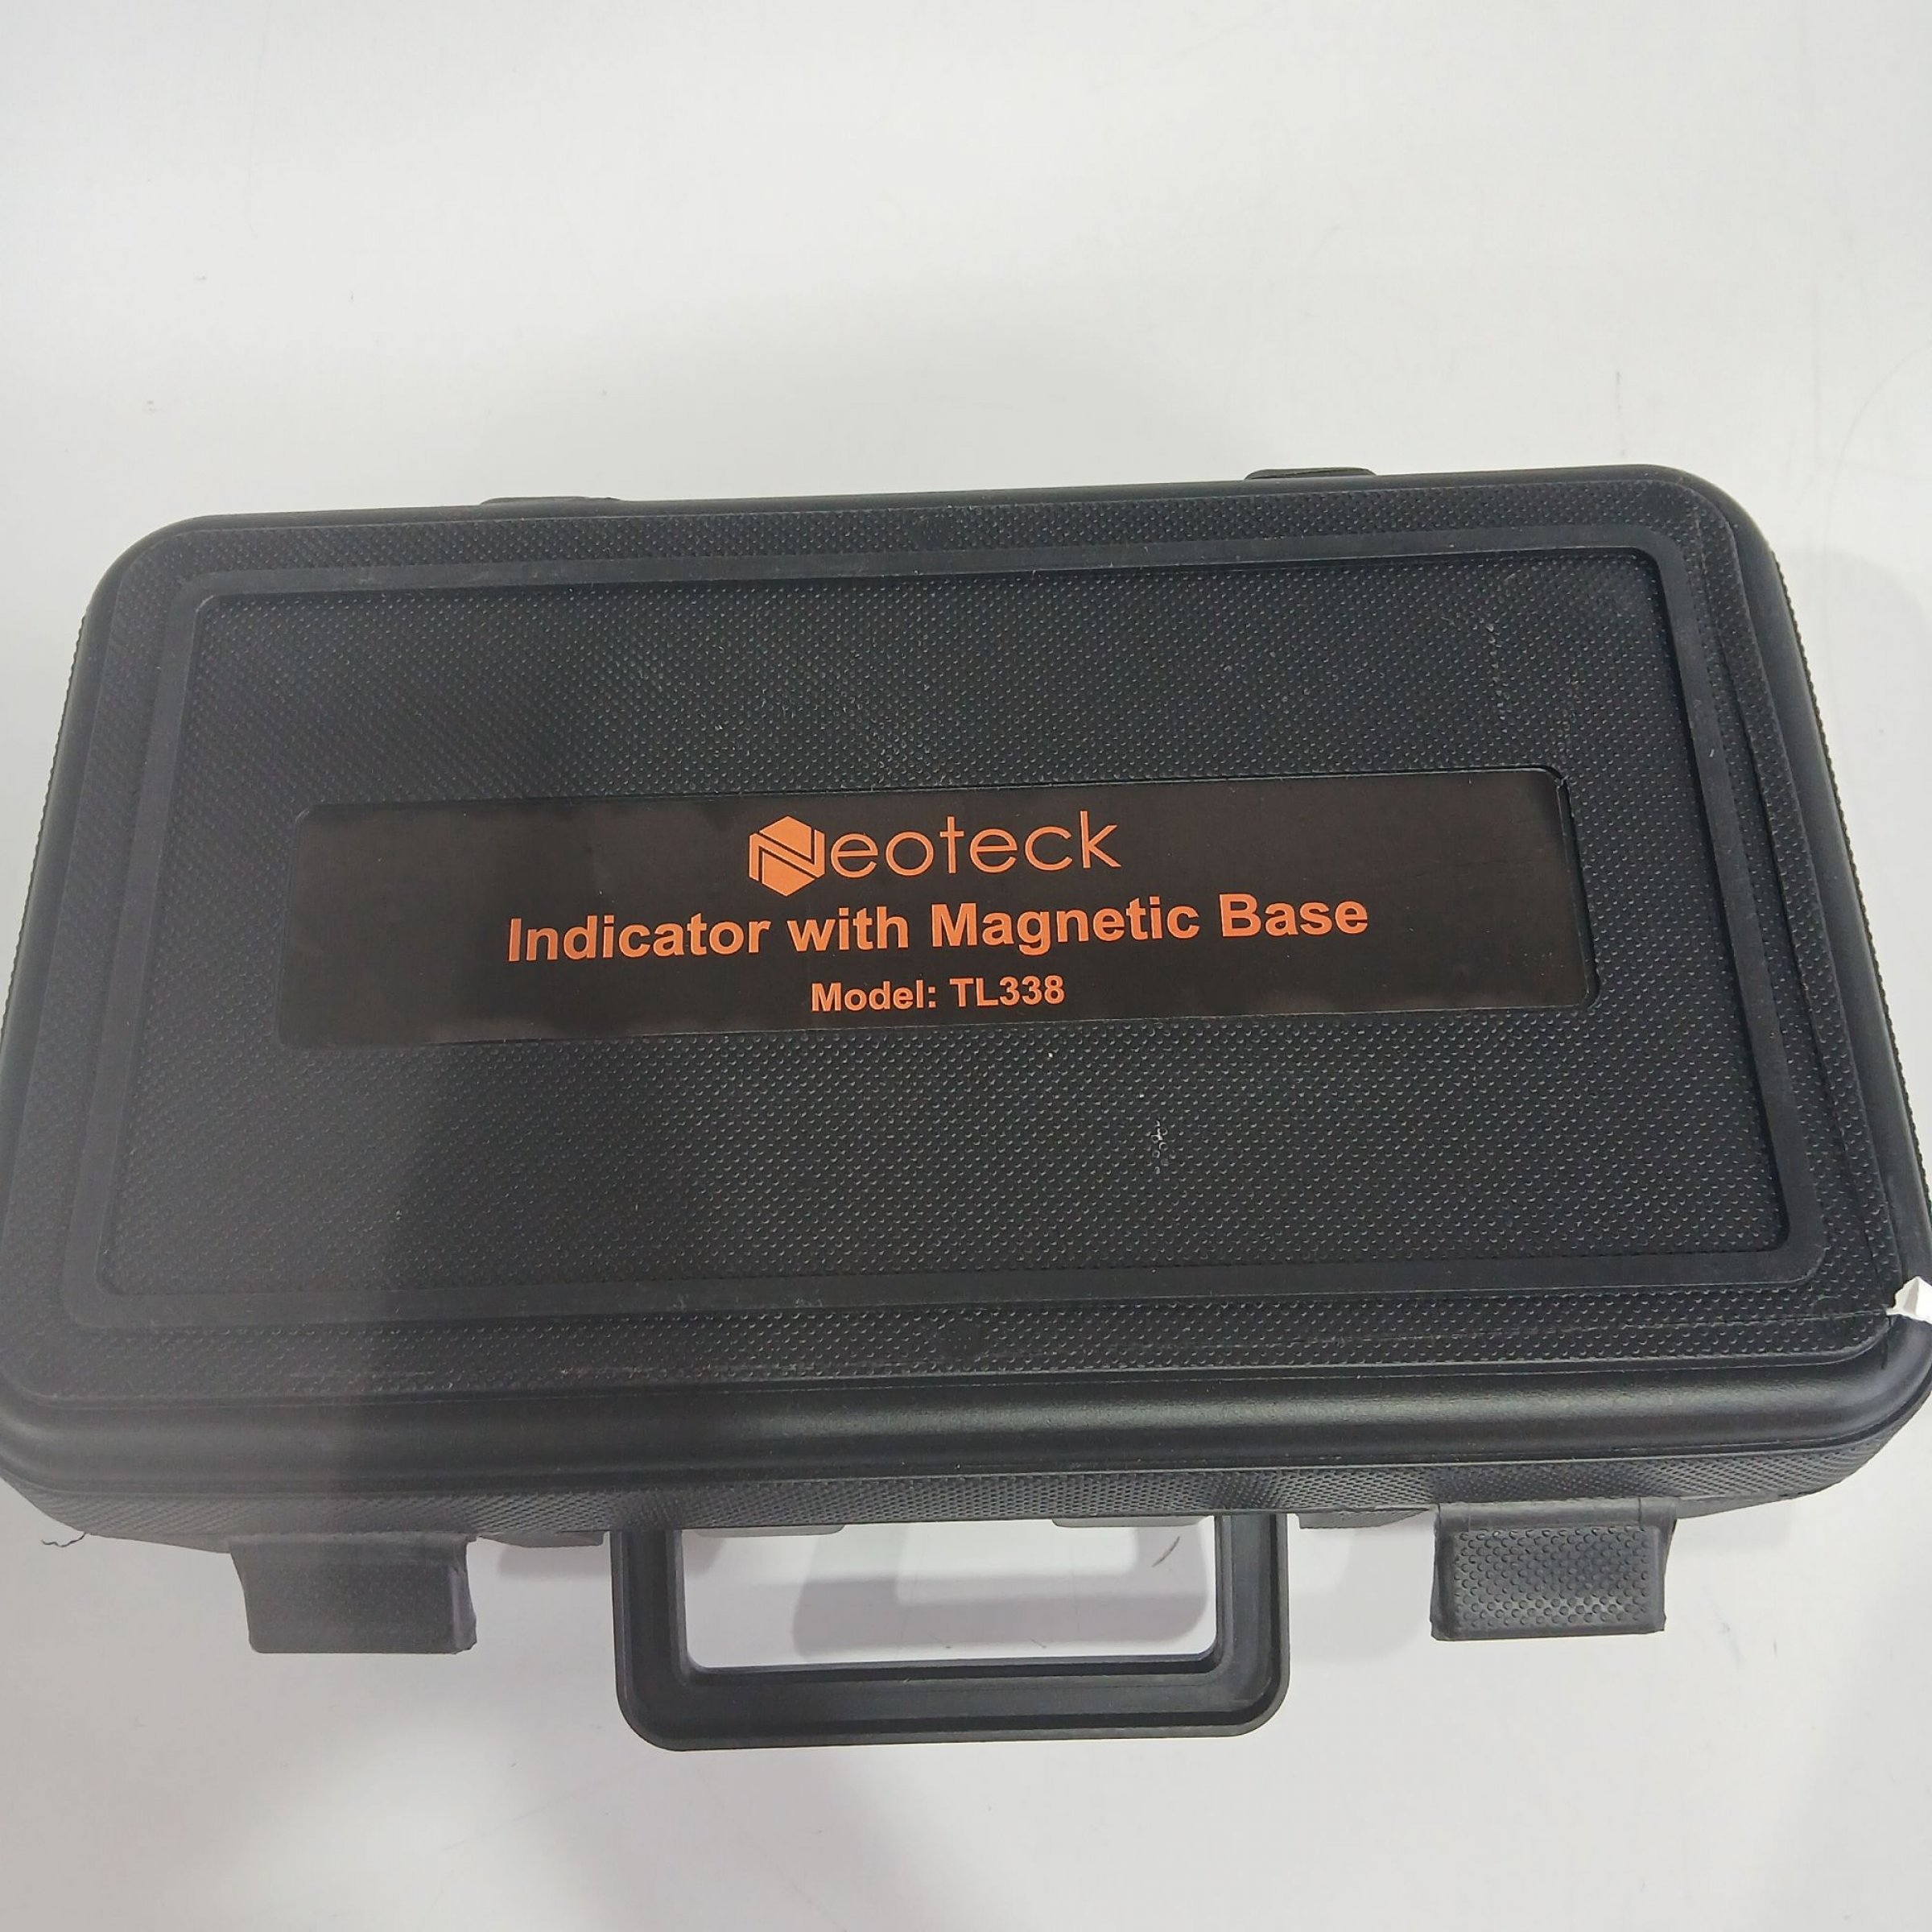 Neoteck
Indicator with Magnetic Base
Model: TL338